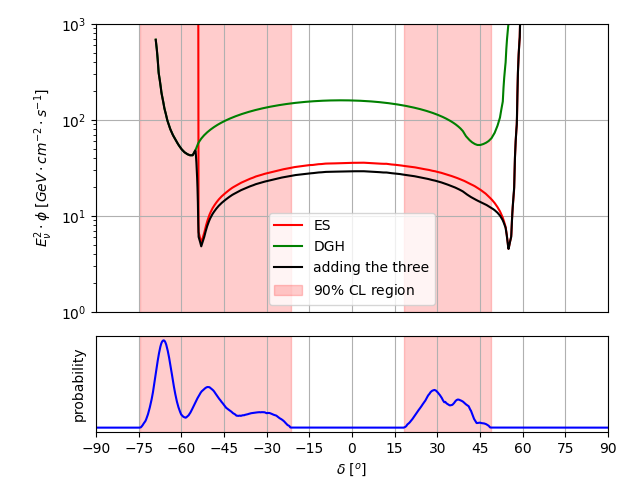 10³
10²
10¹
10⁰
E²ᵥ · ϕ [GeV · cm⁻² · s⁻¹]
ES
DGH
adding the three
90% CL region
probability
−90 −75 −60 −45 −30 −15 0 15 30 45 60 75 90
δ [°]